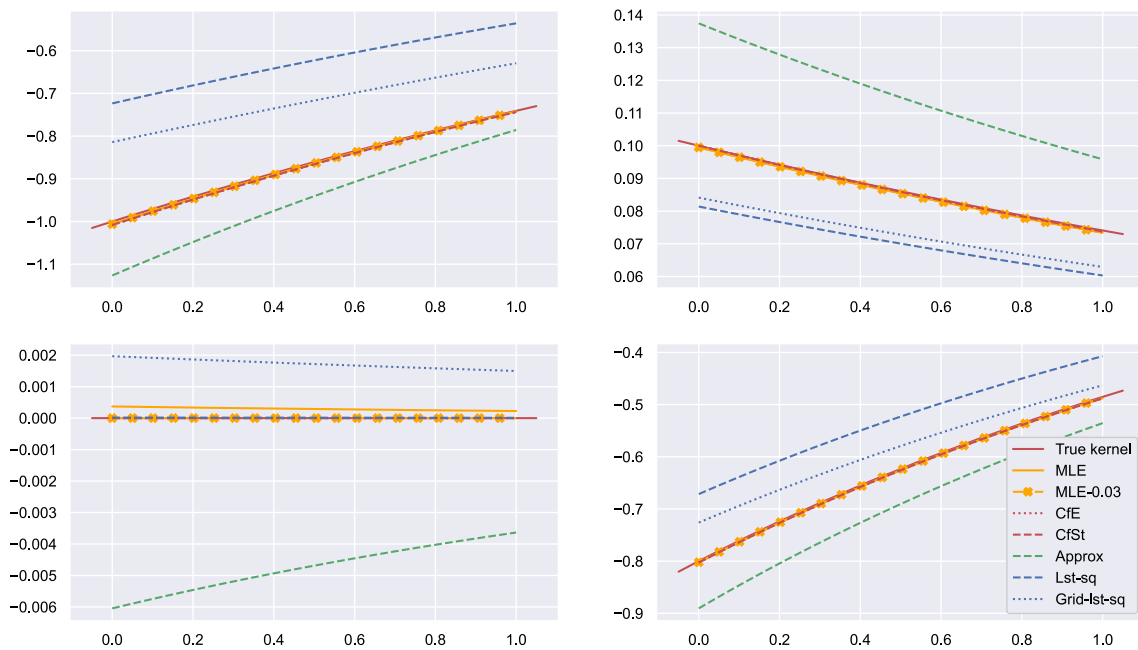 −0.6
−0.7
−0.8
−0.9
−1.0
−1.1
0.0 0.2 0.4 0.6 0.8 1.0
0.14
0.13
0.12
0.11
0.10
0.09
0.08
0.07
0.06
0.0 0.2 0.4 0.6 0.8 1.0
0.002
0.001
0.000
−0.001
−0.002
−0.003
−0.004
−0.005
−0.006
0.0 0.2 0.4 0.6 0.8 1.0
−0.4
−0.5
−0.6
−0.7
−0.8
−0.9
0.0 0.2 0.4 0.6 0.8 1.0
True kernel
MLE
MLE-0.03
CfE
CfSt
Approx
Lst-sq
Grid-lst-sq